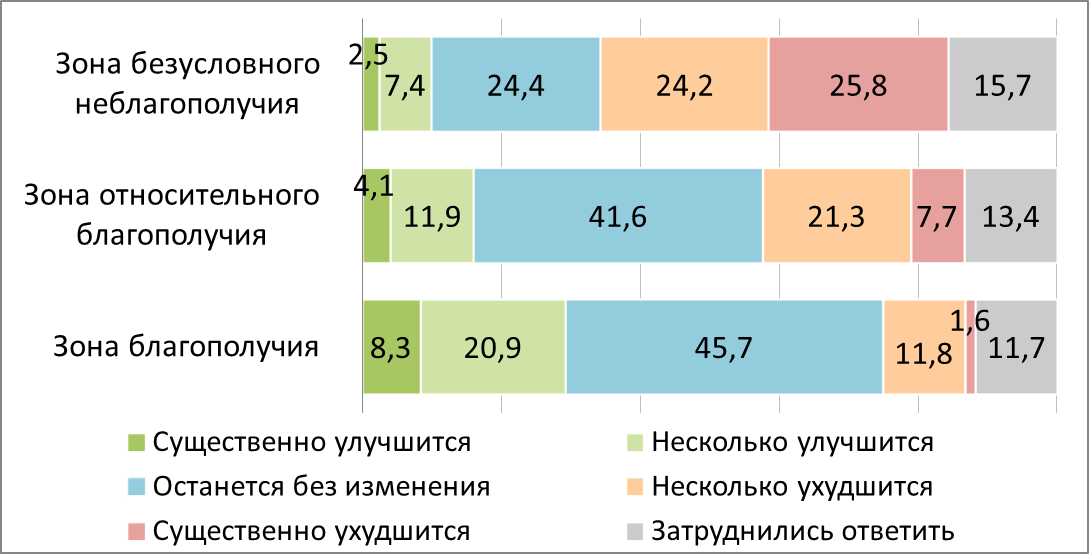 Зона безусловного
неблагополучия
2,5
7,4
24,4
24,2
25,8
15,7
Зона относительного
благополучия
4,1
11,9
41,6
21,3
7,7
13,4
Зона благополучия
8,3
20,9
45,7
11,8
1,6
11,7
Существенно улучшится
Несколько улучшится
Останется без изменения
Несколько ухудшится
Существенно ухудшится
Затруднились ответить